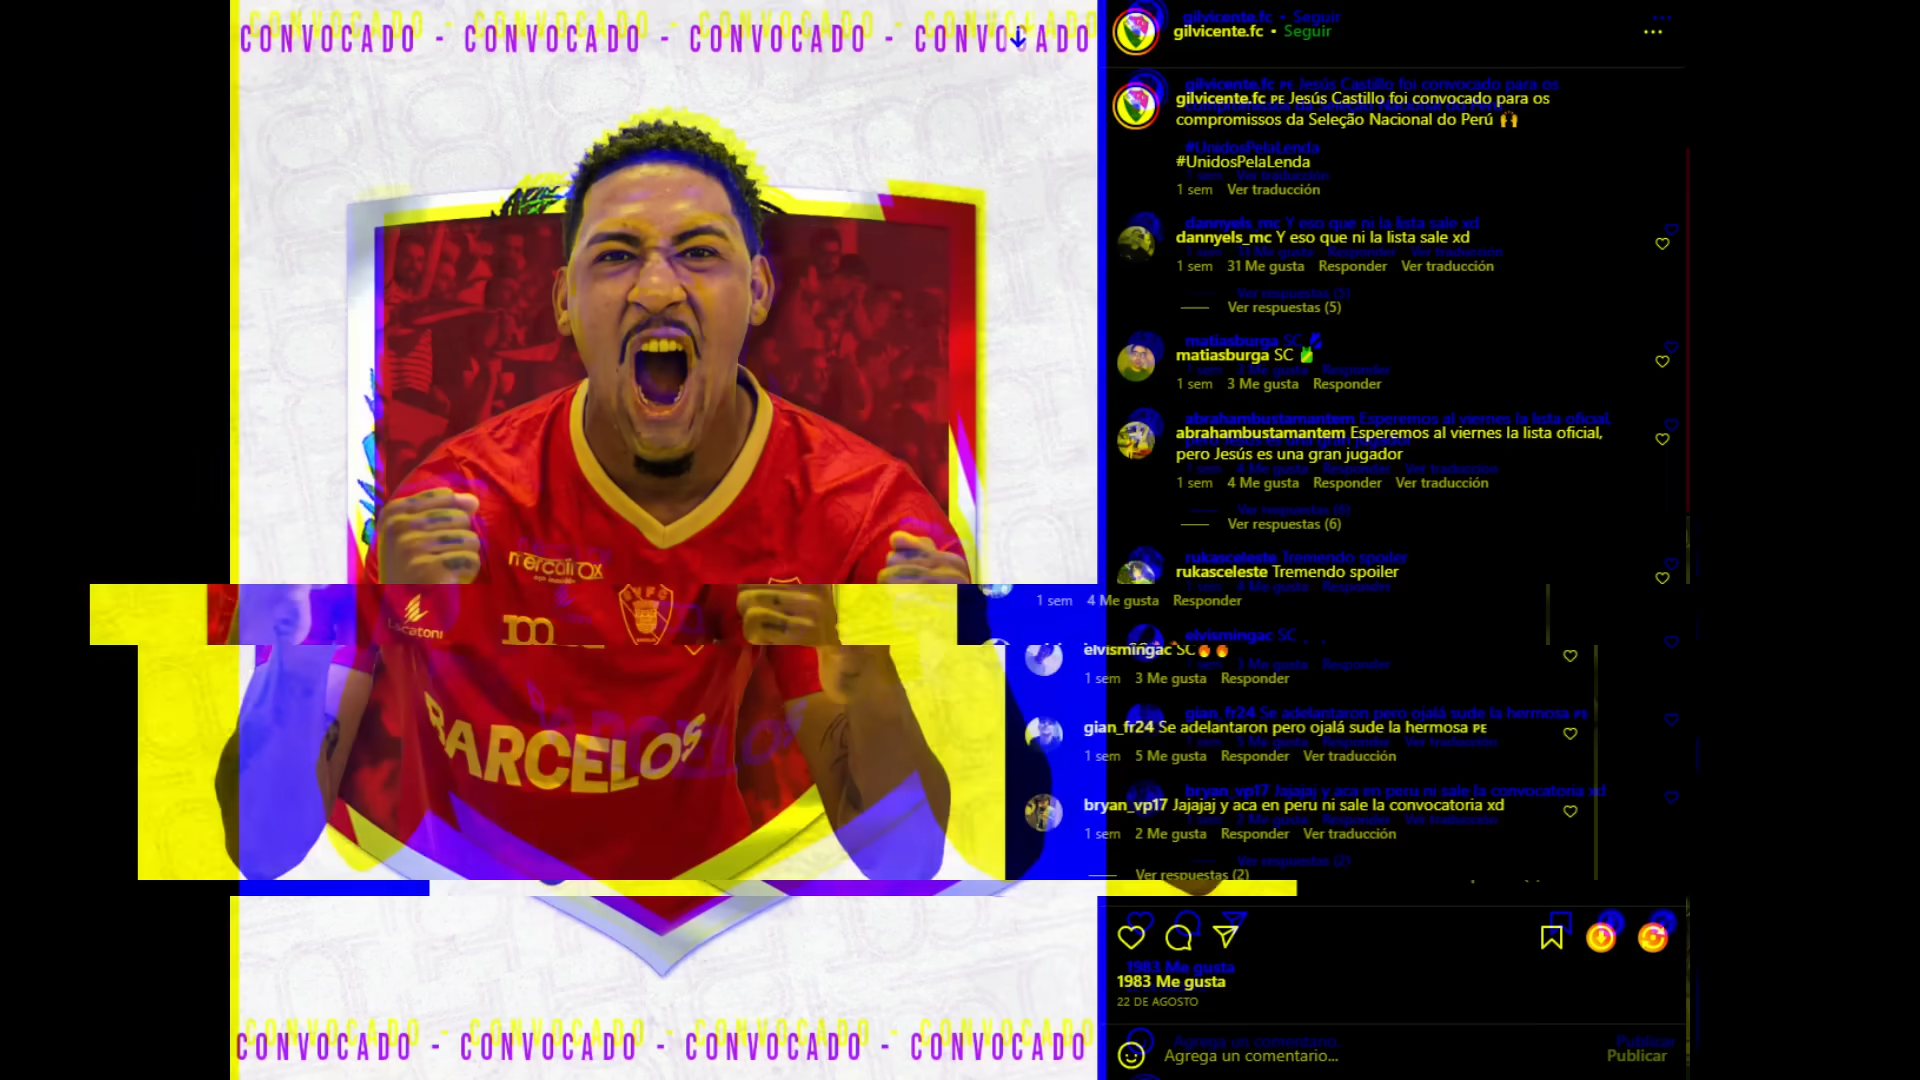 CONVOCADO - CONVOCADO - CONVOCADO - CONVOCADO
mercallox
Lacatoni
m
GVFC
BARCELOS
CONVOCADO - CONVOCADO - CONVOCADO - CONVOCADO
gilvicente.fc • Seguir
gilvicente.fc PE Jesús Castillo foi convocado para os
compromissos da Seleção Nacional do Perú 🙌
#UnidosPelaLenda
1 sem Ver traducción
dannyels_mc Y eso que ni la lista sale xd
1 sem 31 Me gusta Responder Ver traducción
Ver respuestas (5)
matiasburga SC
1 sem 3 Me gusta Responder
abrahambustamantem Esperemos al viernes la lista oficial,
pero Jesús es una gran jugador
1 sem 4 Me gusta Responder Ver traducción
Ver respuestas (6)
rukasceleste Tremendo spoiler
1 sem 4 Me gusta Responder
elvismingac SC🔥🔥
1 sem 3 Me gusta Responder
gian_fr24 Se adelantaron pero ojalá sude la hermosa PE
1 sem 5 Me gusta Responder Ver traducción
bryan_vp17 Jajajaj y aca en peru ni sale la convocatoria xd
1 sem 2 Me gusta Responder Ver traducción
Ver respuestas (2)
1983 Me gusta
22 DE AGOSTO
Agrega un comentario...
Publicar